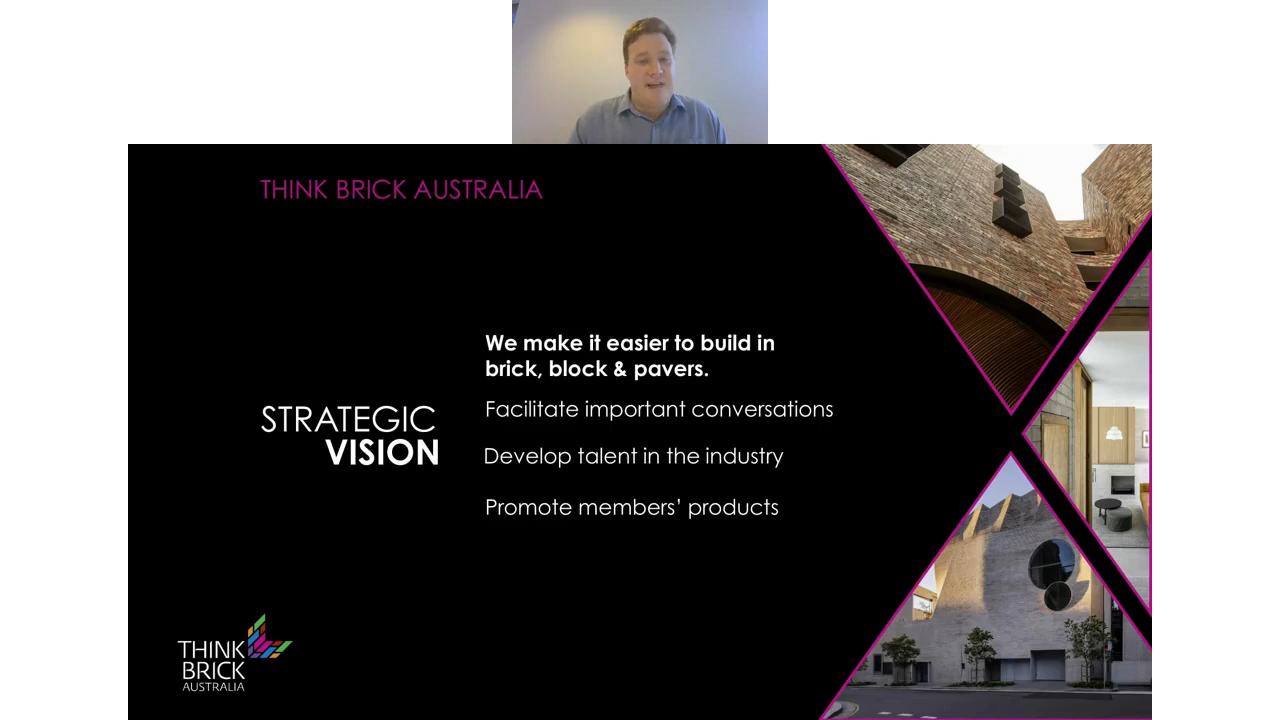 THINK BRICK AUSTRALIA
We make it easier to build in
brick, block & pavers.
Facilitate important conversations
STRATEGIC
VISION
Develop talent in the industry
Promote members’ products
THINK
BRICK
AUSTRALIA